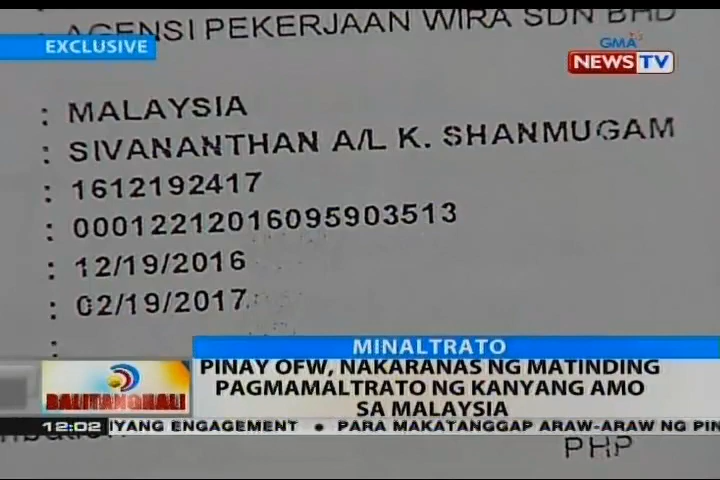 : AGENSI PEKERJAAN WIRA SDN BHD
EXCLUSIVE
GMA
NEWS TV
: MALAYSIA
: SIVANANTHAN A/L K. SHANMUGAM
: 1612192417
: 00012212016095903513
: 12/19/2016
: 02/19/2017
:
MINALTRATO
PINAY OFW, NAKARANAS NG MATINDING
PAGMAMALTRATO NG KANYANG AMO
SA MALAYSIA
BALITANGHALI
12:02 IYANG ENGAGEMENT • PARA MAKATANGGAP ARAW-ARAW NG PIN
PHP